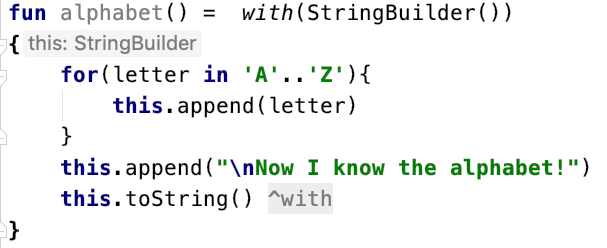 fun alphabet() = with(StringBuilder())
{ this: StringBuilder
    for(letter in 'A'..'Z'){
        this.append(letter)
    }
    this.append("\nNow I know the alphabet!")
    this.toString() ^with
}